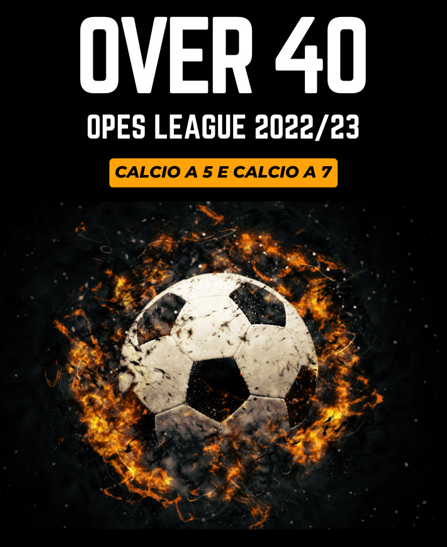 OVER 40
OPES LEAGUE 2022/23
CALCIO A 5 E CALCIO A 7